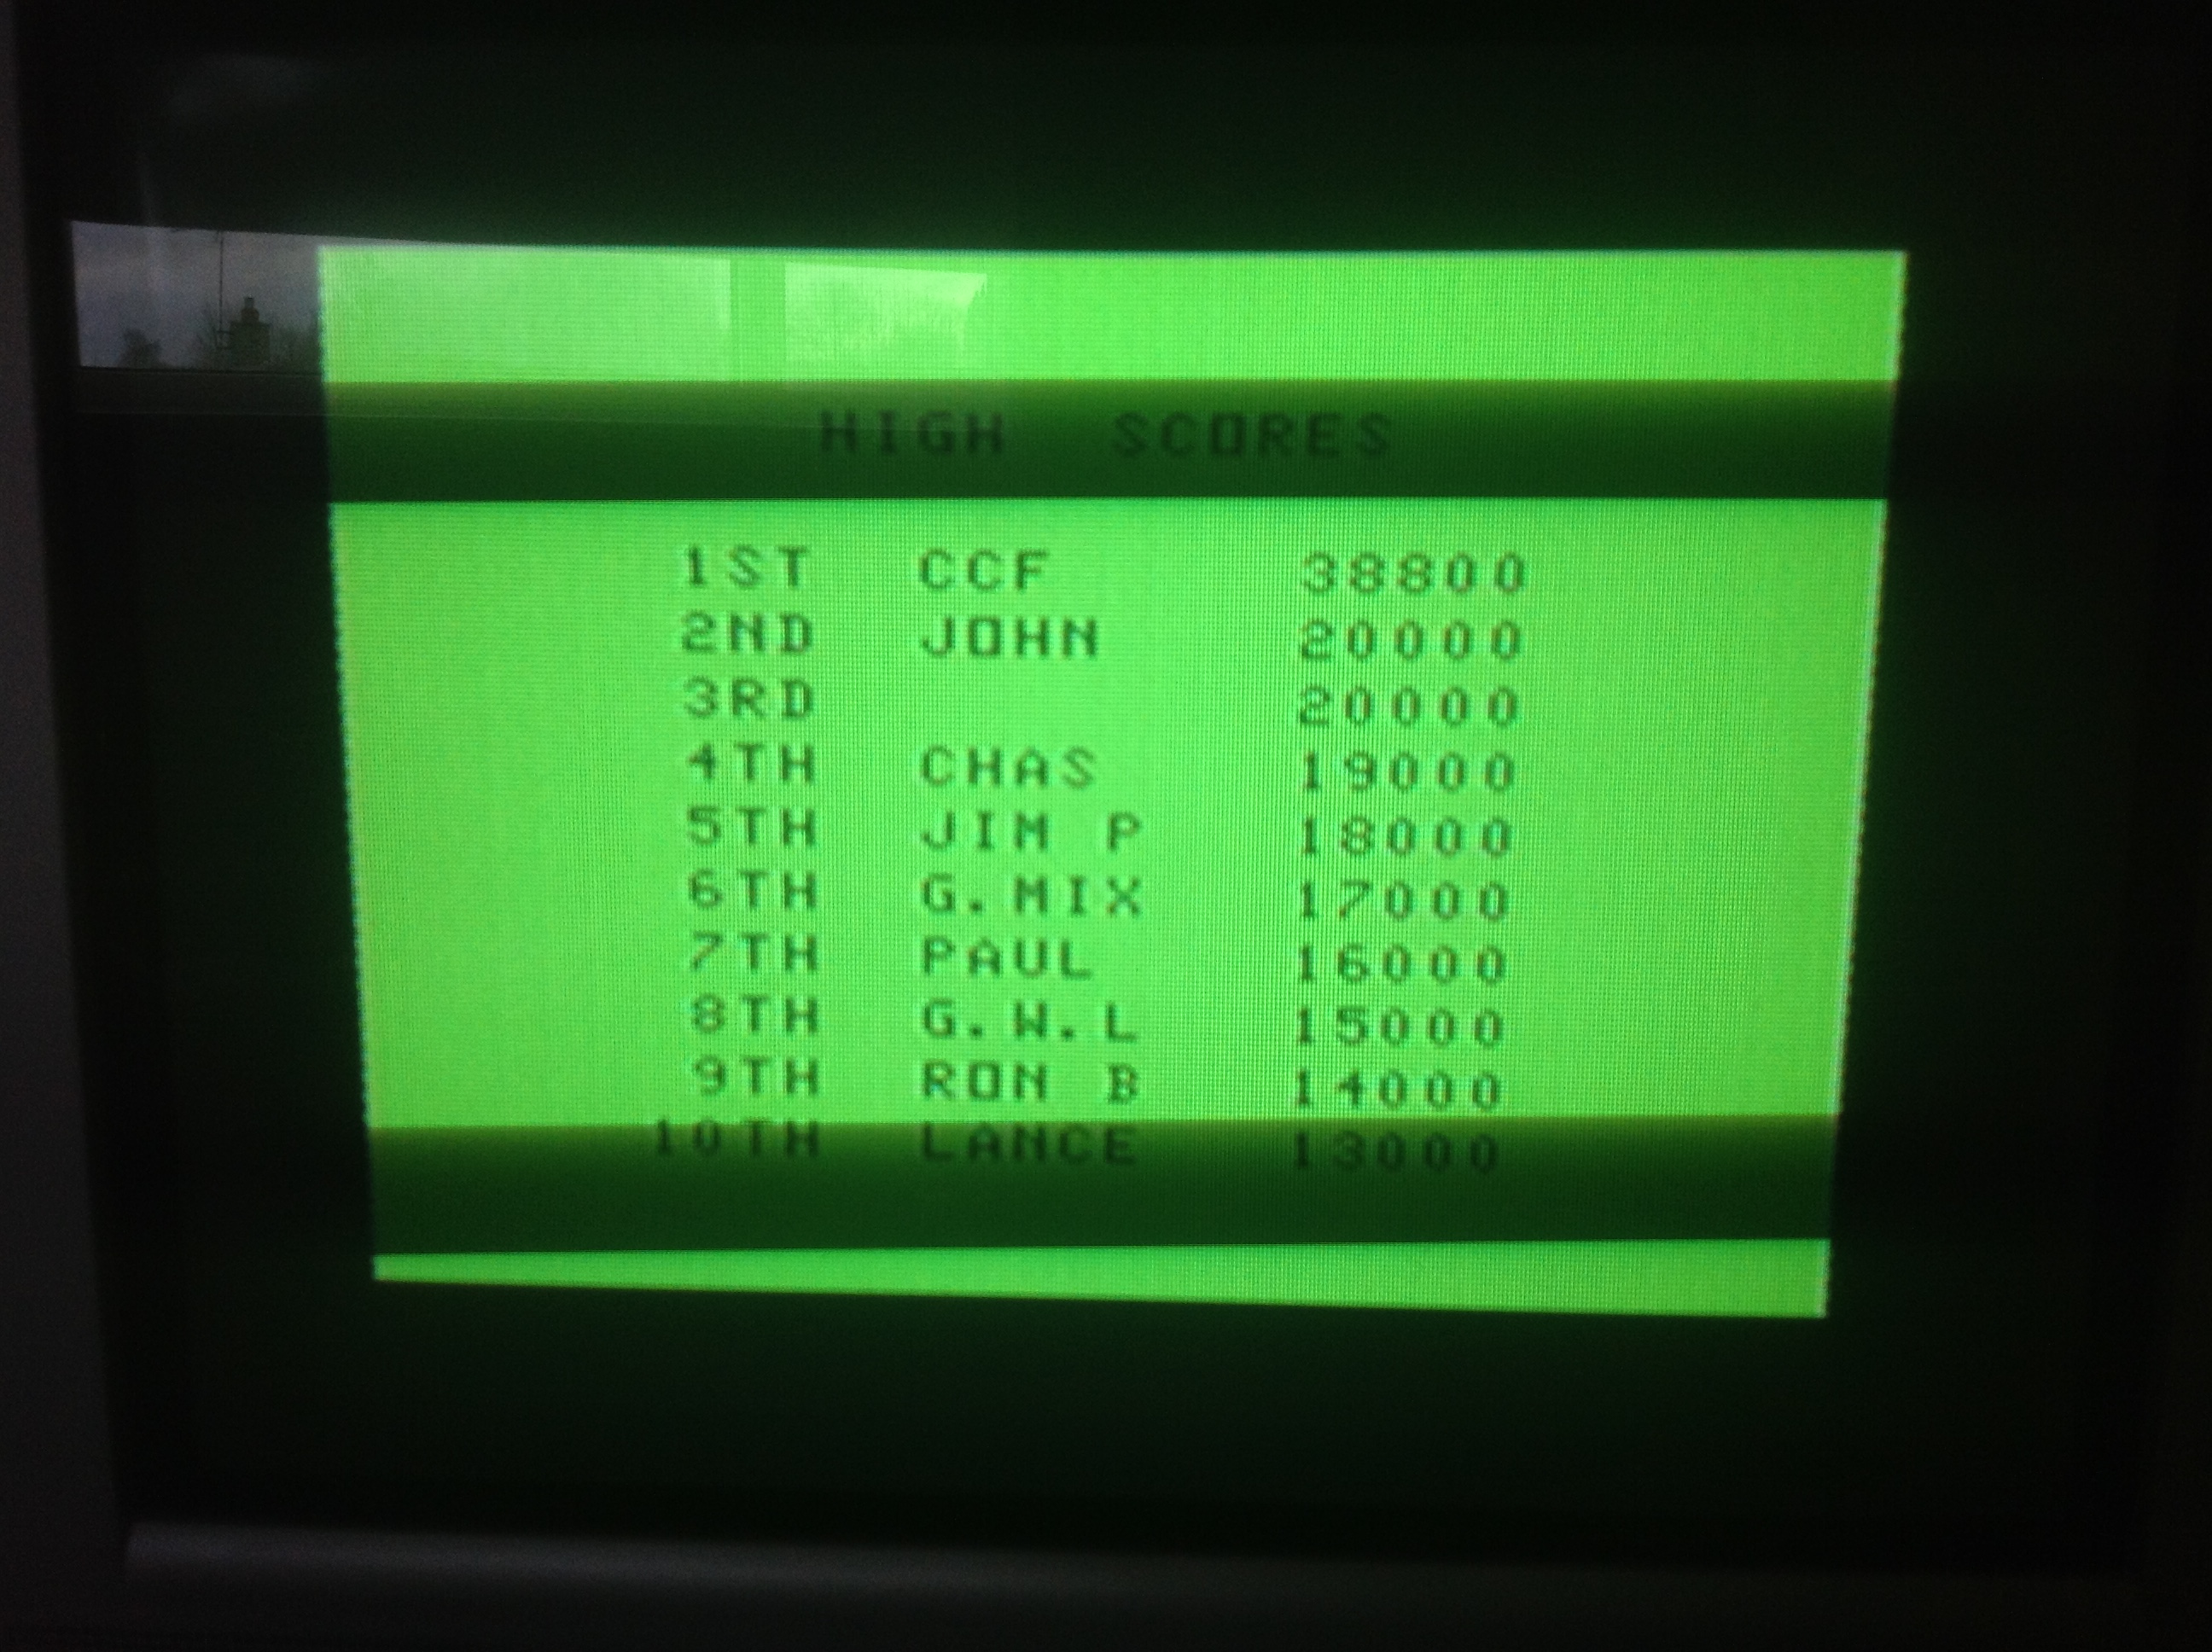 HIGH SCORES
1ST CCF 38800
2ND JOHN 20000
3RD 20000
4TH CHAS 19000
5TH JIM P 18000
6TH G.MIX 17000
7TH PAUL 16000
8TH G.W.L 15000
9TH RON B 14000
10TH LANCE 13000